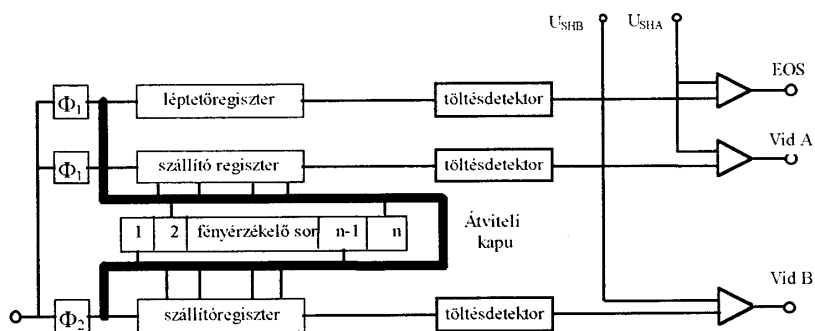 U_SHB U_SHA
EOS
Φ1 léptetőregiszter töltésdetektor
Vid A
Φ1 szállító regiszter töltésdetektor
1 2 fényérzékelő sor n-1 n
Átviteli
kapu
Vid B
Φ2 szállítóregiszter töltésdetektor